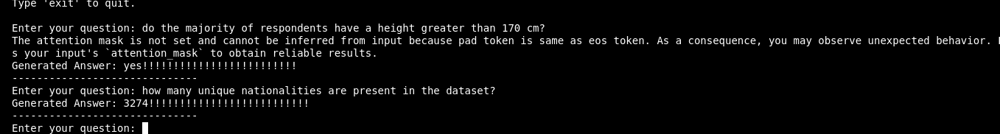 Type 'exit' to quit.
Enter your question: do the majority of respondents have a height greater than 170 cm?
The attention mask is not set and cannot be inferred from input because pad token is same as eos token. As a consequence, you may observe unexpected behavior.
s your input's `attention_mask` to obtain reliable results.
Generated Answer: yes!!!!!!!!!!!!!!!!!!!!!!!!!
------------------------------
Enter your question: how many unique nationalities are present in the dataset?
Generated Answer: 3274!!!!!!!!!!!!!!!!!!!!!!!!!!
------------------------------
Enter your question: